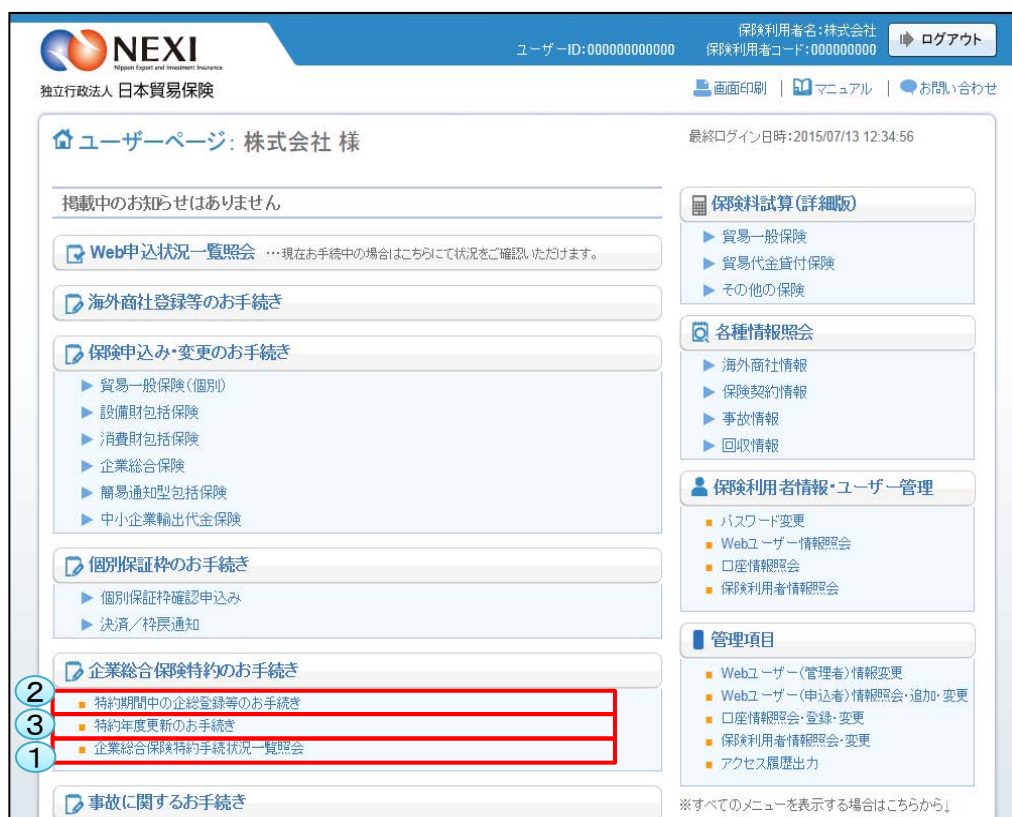 NEXI
Nippon Export and Investment Insurance
独立行政法人 日本貿易保険
ユーザーID:000000000000
保険利用者名:株式会社
保険利用者コード:000000000
ログアウト
画面印刷 | マニュアル | お問い合わせ
ユーザーページ: 株式会社 様
最終ログイン日時:2015/07/13 12:34:56
掲載中のお知らせはありません
Web申込状況一覧照会 …現在お手続中の場合はこちらにて状況をご確認いただけます。
海外商社登録等のお手続き
保険申込み・変更のお手続き
貿易一般保険(個別)
設備財包括保険
消費財包括保険
企業総合保険
簡易通知型包括保険
中小企業輸出代金保険
個別保証枠のお手続き
個別保証枠確認申込み
決済/枠戻通知
企業総合保険特約のお手続き
② 特約期間中の企総登録等のお手続き
③ 特約年度更新のお手続き
① 企業総合保険特約手続状況一覧照会
事故に関するお手続き
保険料試算(詳細版)
貿易一般保険
貿易代金貸付保険
その他の保険
各種情報照会
海外商社情報
保険契約情報
事故情報
回収情報
保険利用者情報・ユーザー管理
パスワード変更
Webユーザー情報照会
口座情報照会
保険利用者情報照会
管理項目
Webユーザー(管理者)情報変更
Webユーザー(申込者)情報照会・追加・変更
口座情報照会・登録・変更
保険利用者情報照会・変更
アクセス履歴出力
※すべてのメニューを表示する場合はこちらから↓